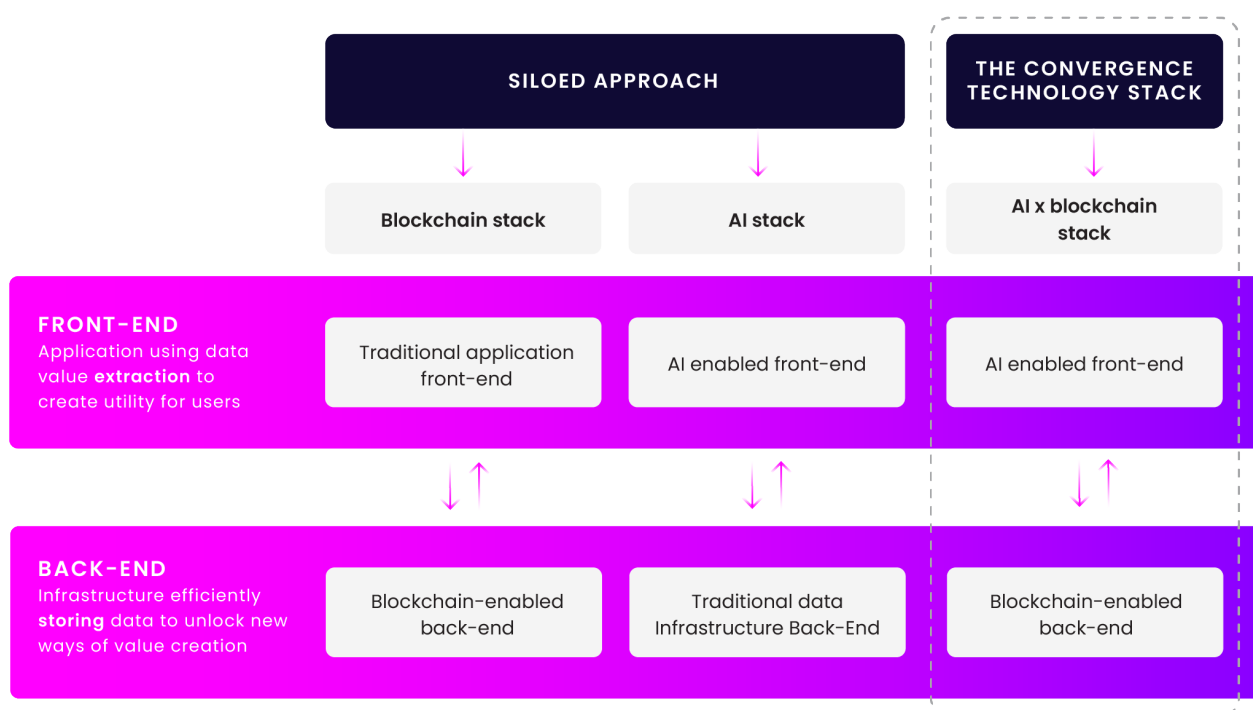 SILOED APPROACH
THE CONVERGENCE
TECHNOLOGY STACK
Blockchain stack
AI stack
AI x blockchain
stack
FRONT-END
Application using data
value extraction to
create utility for users
Traditional application
front-end
AI enabled front-end
AI enabled front-end
BACK-END
Infrastructure efficiently
storing data to unlock new
ways of value creation
Blockchain-enabled
back-end
Traditional data
Infrastructure Back-End
Blockchain-enabled
back-end